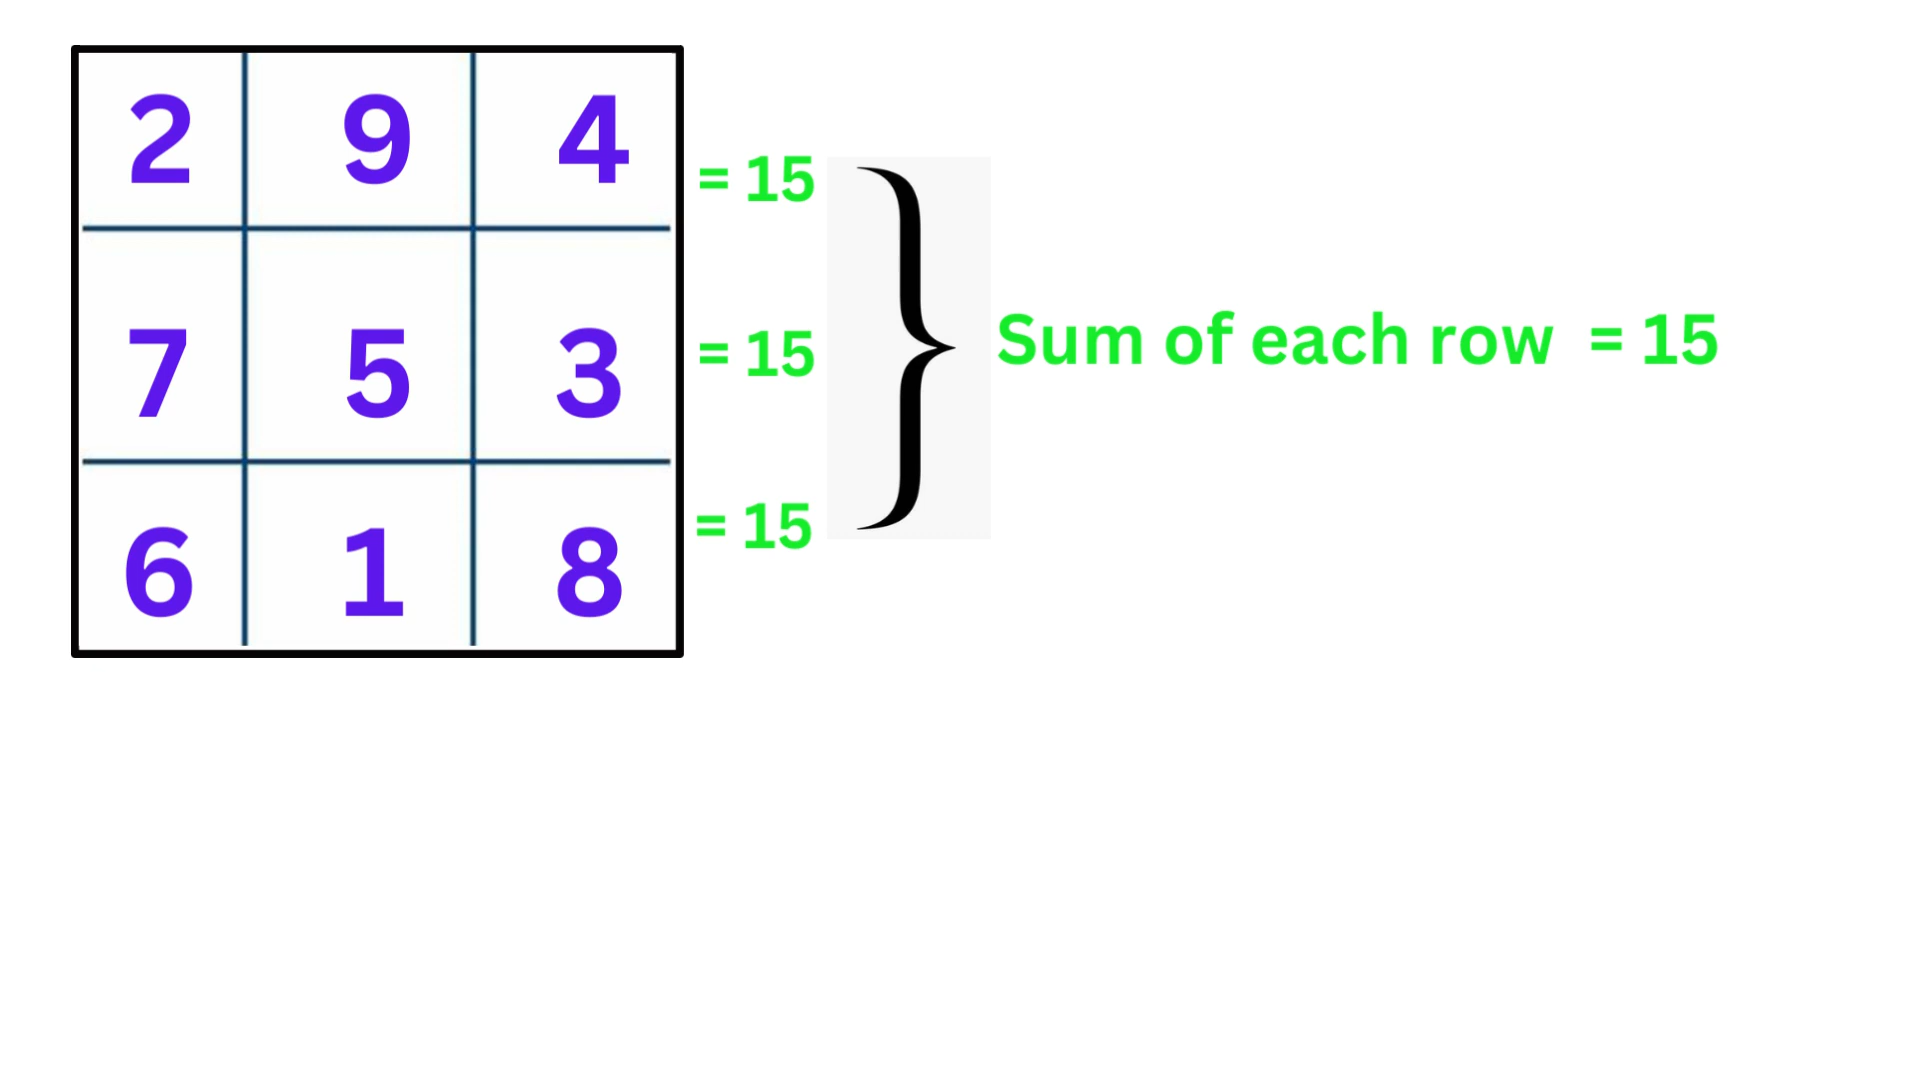 2 9 4
= 15
7 5 3
= 15
Sum of each row = 15
6 1 8
= 15